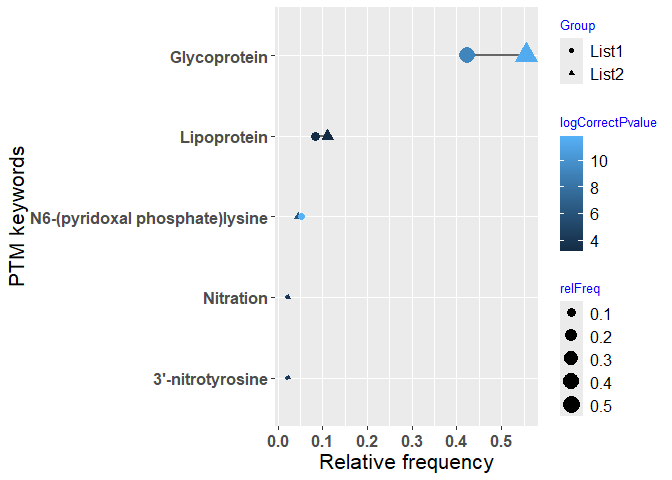 PTM keywords
Glycoprotein
Lipoprotein
N6-(pyridoxal phosphate)lysine
Nitration
3'-nitrotyrosine
0.0 0.1 0.2 0.3 0.4 0.5
Relative frequency
Group
List1
List2
logCorrectPvalue
10
8
6
4
relFreq
0.1
0.2
0.3
0.4
0.5